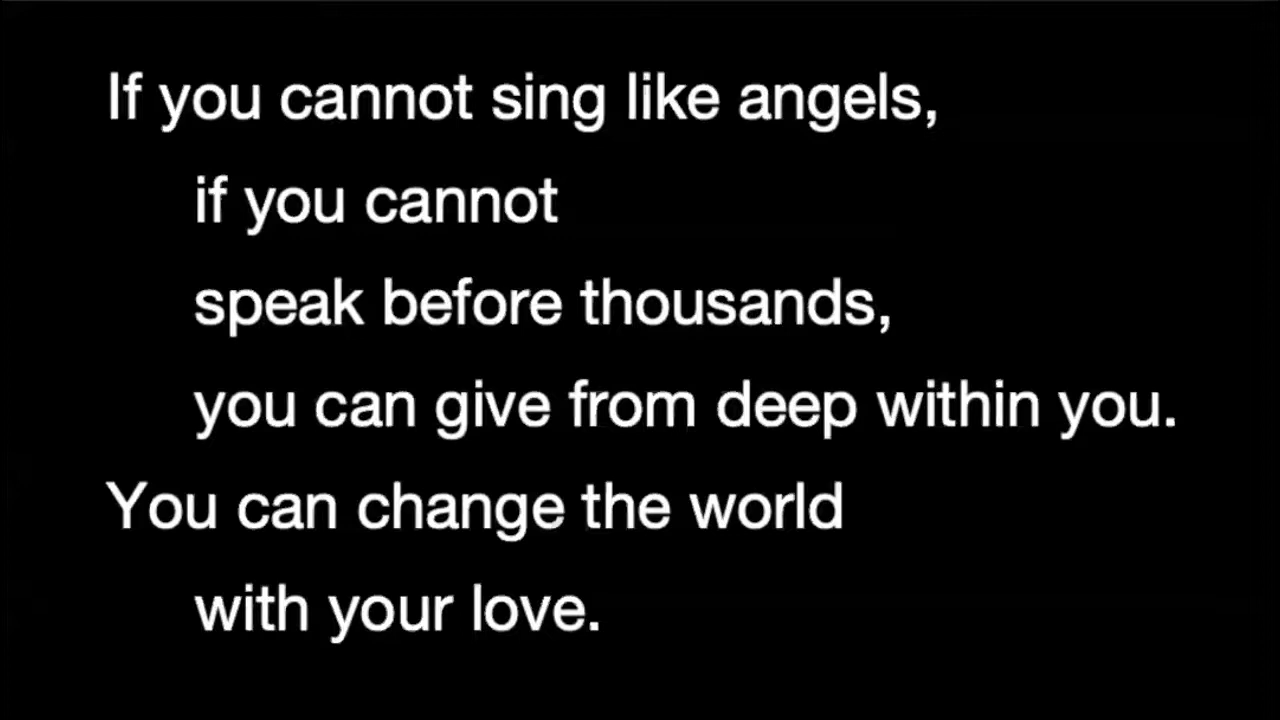 If you cannot sing like angels,
if you cannot
speak before thousands,
you can give from deep within you.
You can change the world
with your love.